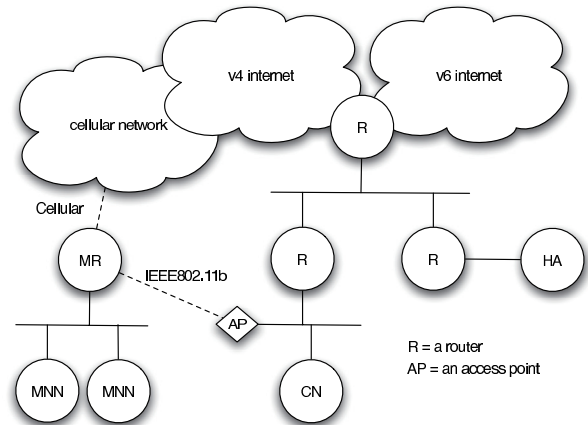 v4 internet
v6 internet
cellular network
R
Cellular
MR
IEEE802.11b
R
R
HA
AP
R = a router
AP = an access point
MNN
MNN
CN